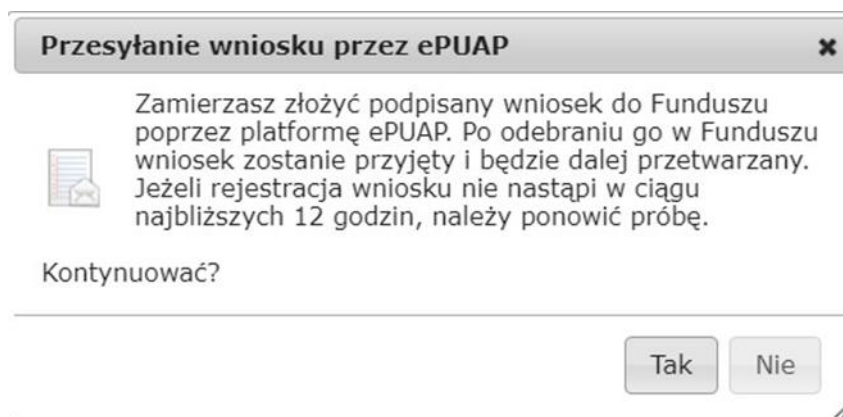 Przesyłanie wniosku przez ePUAP
Zamierzasz złożyć podpisany wniosek do Funduszu
poprzez platformę ePUAP. Po odebraniu go w Funduszu
wniosek zostanie przyjęty i będzie dalej przetwarzany.
Jeżeli rejestracja wniosku nie nastąpi w ciągu
najbliższych 12 godzin, należy ponowić próbę.
Kontynuować?
Tak
Nie